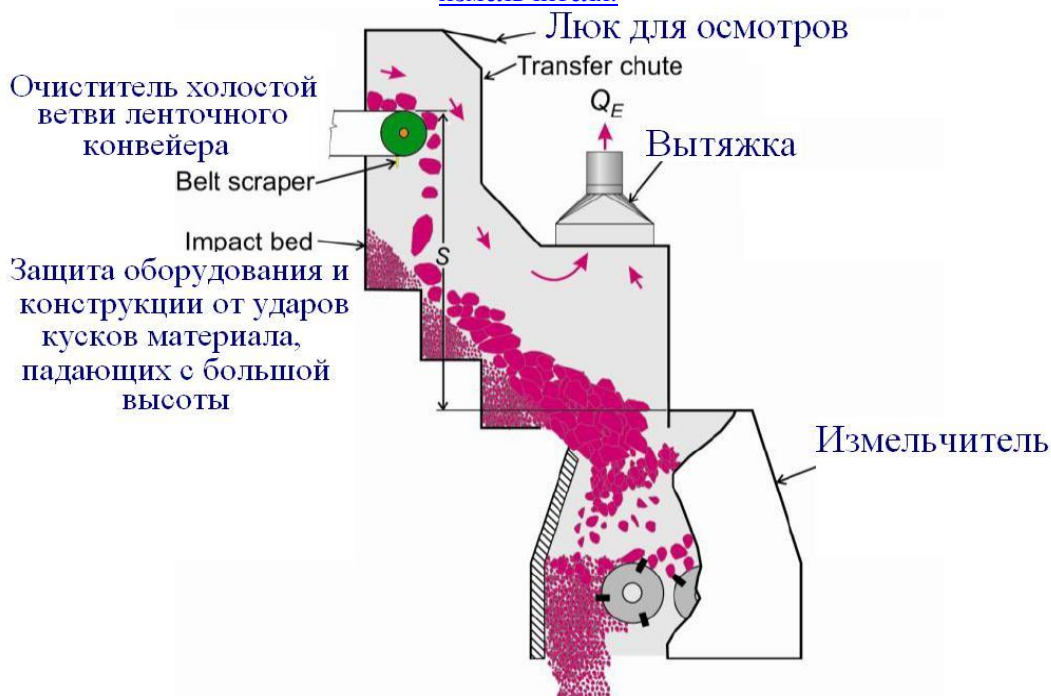 измельчителя.
Люк для осмотров
Transfer chute
Очиститель холостой
ветви ленточного
конвейера
Belt scraper
Q_E
Вытяжка
Impact bed
S
Защита оборудования и
конструкции от ударов
кусков материала,
падающих с большой
высоты
Измельчитель